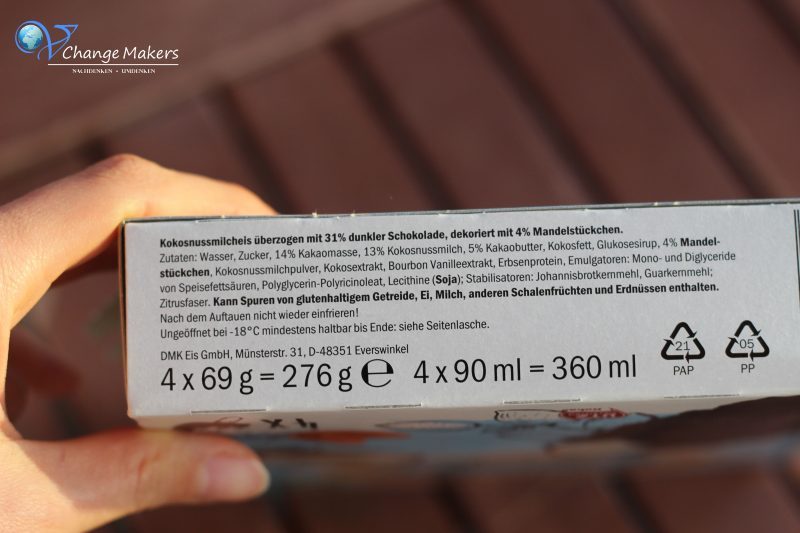 V Change Makers
NACHDENKEN · UMDENKEN
Kokosnussmilcheis überzogen mit 31% dunkler Schokolade, dekoriert mit 4% Mandelstückchen.
Zutaten: Wasser, Zucker, 14% Kakaomasse, 13% Kokosnussmilch, 5% Kakaobutter, Kokosfett, Glukosesirup, 4% Mandel-
stückchen, Kokosnussmilchpulver, Kokosextrakt, Bourbon Vanilleextrakt, Erbsenprotein, Emulgatoren: Mono- und Diglyceride
von Speisefettsäuren, Polyglycerin-Polyricinoleat, Lecithine (Soja); Stabilisatoren: Johannisbrotkernmehl, Guarkernmehl;
Zitrusfaser. Kann Spuren von glutenhaltigem Getreide, Ei, Milch, anderen Schalenfrüchten und Erdnüssen enthalten.
Nach dem Auftauen nicht wieder einfrieren!
Ungeöffnet bei -18°C mindestens haltbar bis Ende: siehe Seitenlasche.
DMK Eis GmbH, Münsterstr. 31, D-48351 Everswinkel
4 x 69 g = 276 g ℮ 4 x 90 ml = 360 ml
21 05
PAP PP
x 4